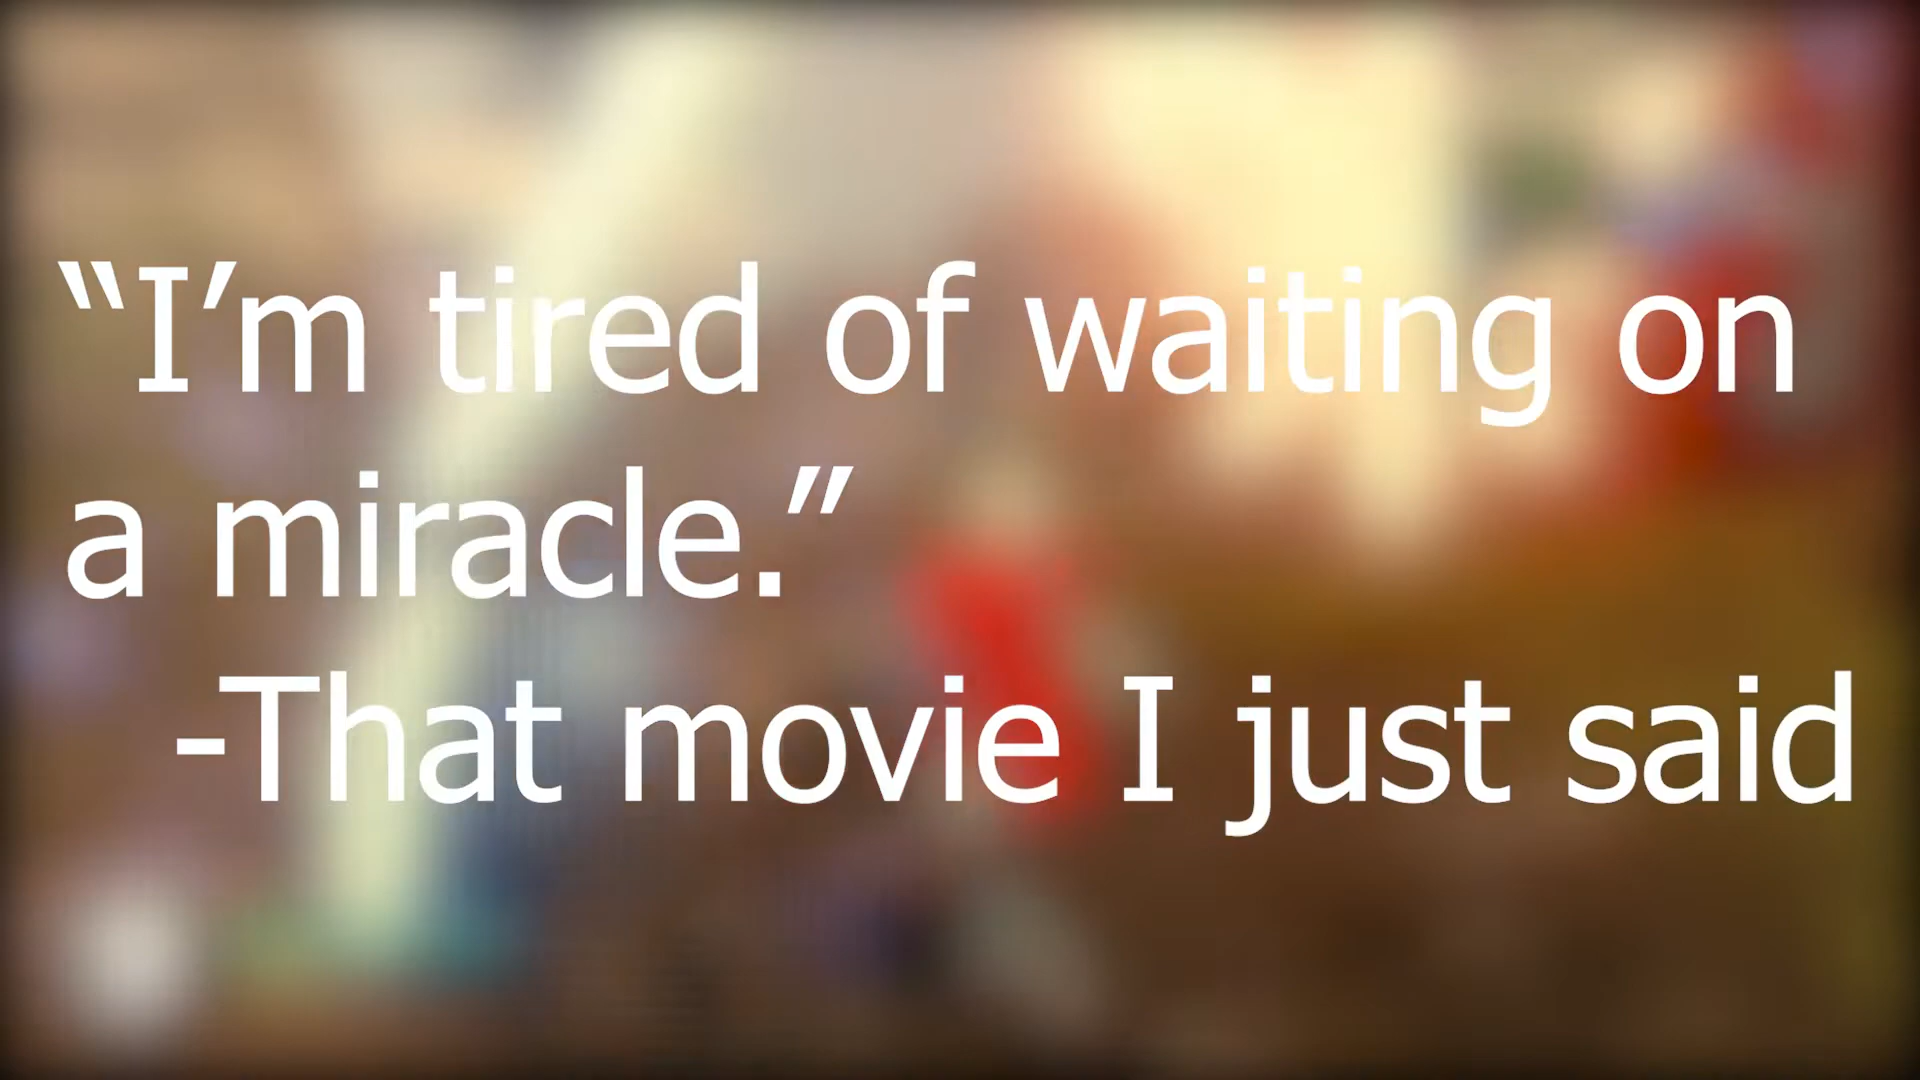 “I’m tired of waiting on
a miracle.”
-That movie I just said